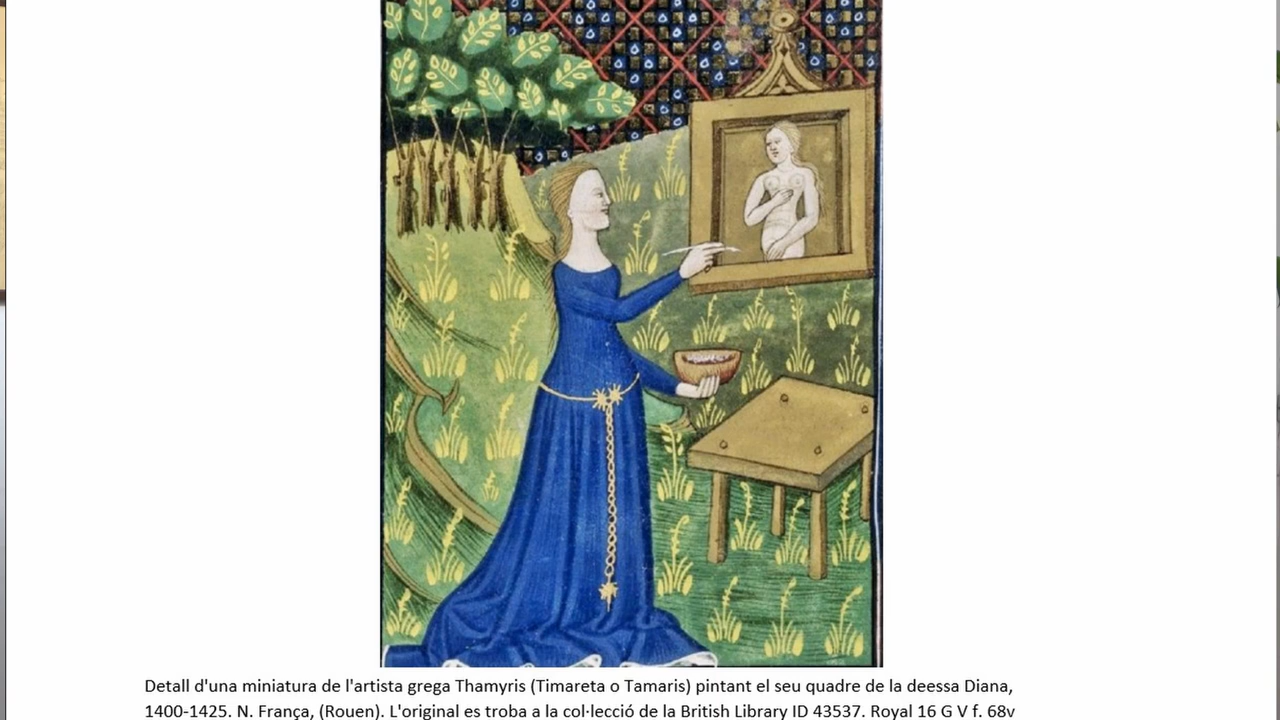 Detall d'una miniatura de l'artista grega Thamyris (Timareta o Tamaris) pintant el seu quadre de la deessa Diana,
1400-1425. N. França, (Rouen). L'original es troba a la col·lecció de la British Library ID 43537. Royal 16 G V f. 68v